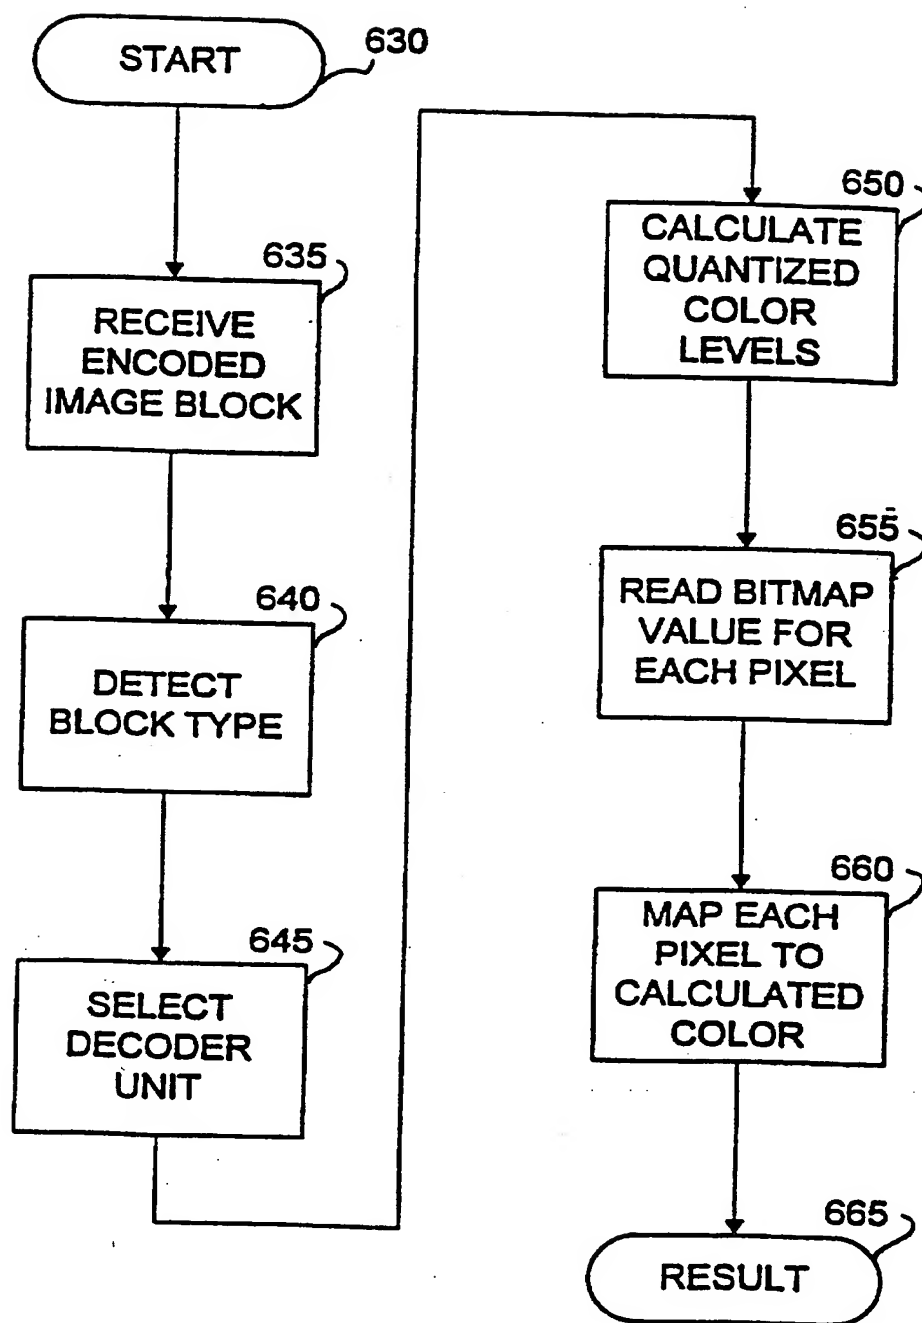 START
630
635
RECEIVE
ENCODED
IMAGE BLOCK
640
DETECT
BLOCK TYPE
645
SELECT
DECODER
UNIT
650
CALCULATE
QUANTIZED
COLOR
LEVELS
655
READ BITMAP
VALUE FOR
EACH PIXEL
660
MAP EACH
PIXEL TO
CALCULATED
COLOR
665
RESULT